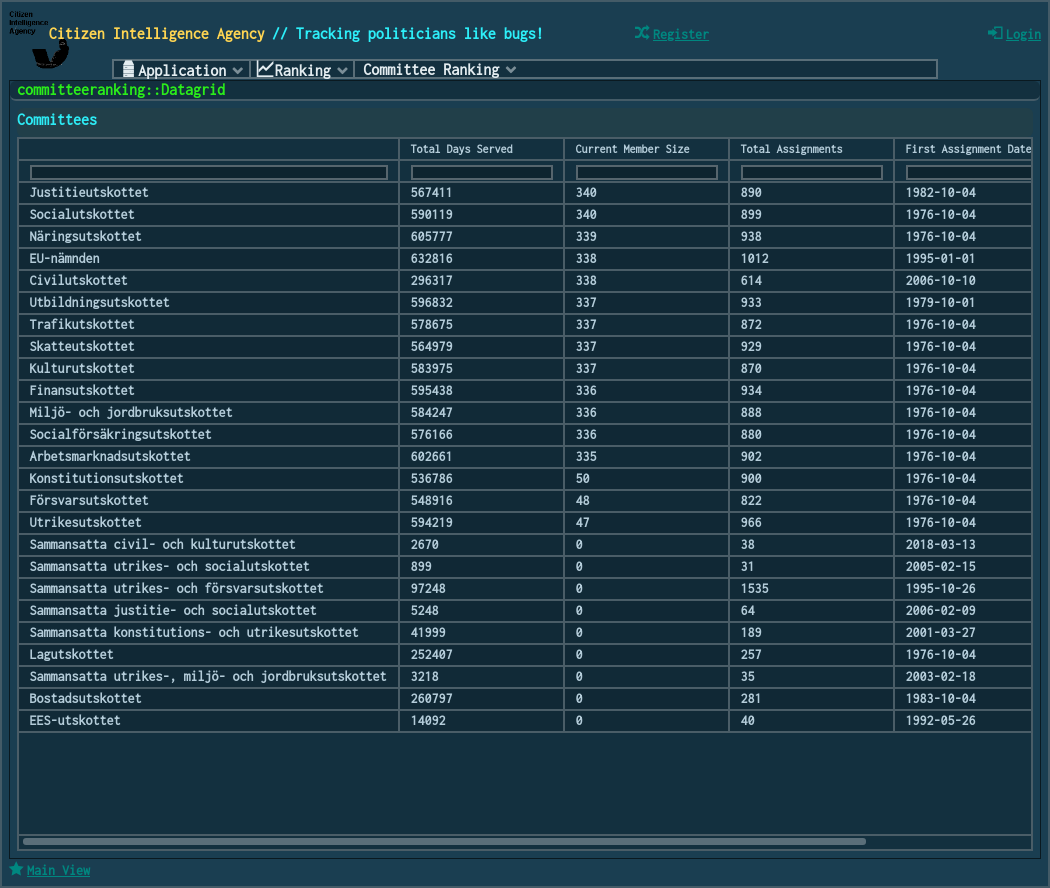 Citizen
Intelligence
Agency
Citizen Intelligence Agency // Tracking politicians like bugs!
Register
Login
Application
Ranking
Committee Ranking
committeeranking::Datagrid
Committees
Total Days Served Current Member Size Total Assignments First Assignment Date
Justitieutskottet 567411 340 890 1982-10-04
Socialutskottet 590119 340 899 1976-10-04
Näringsutskottet 605777 339 938 1976-10-04
EU-nämnden 632816 338 1012 1995-01-01
Civilutskottet 296317 338 614 2006-10-10
Utbildningsutskottet 596832 337 933 1979-10-01
Trafikutskottet 578675 337 872 1976-10-04
Skatteutskottet 564979 337 929 1976-10-04
Kulturutskottet 583975 337 870 1976-10-04
Finansutskottet 595438 336 934 1976-10-04
Miljö- och jordbruksutskottet 584247 336 888 1976-10-04
Socialförsäkringsutskottet 576166 336 880 1976-10-04
Arbetsmarknadsutskottet 602661 335 902 1976-10-04
Konstitutionsutskottet 536786 50 900 1976-10-04
Försvarsutskottet 548916 48 822 1976-10-04
Utrikesutskottet 594219 47 966 1976-10-04
Sammansatta civil- och kulturutskottet 2670 0 38 2018-03-13
Sammansatta utrikes- och socialutskottet 899 0 31 2005-02-15
Sammansatta utrikes- och försvarsutskottet 97248 0 1535 1995-10-26
Sammansatta justitie- och socialutskottet 5248 0 64 2006-02-09
Sammansatta konstitutions- och utrikesutskottet 41999 0 189 2001-03-27
Lagutskottet 252407 0 257 1976-10-04
Sammansatta utrikes-, miljö- och jordbruksutskottet 3218 0 35 2003-02-18
Bostadsutskottet 260797 0 281 1983-10-04
EES-utskottet 14092 0 40 1992-05-26
Main View